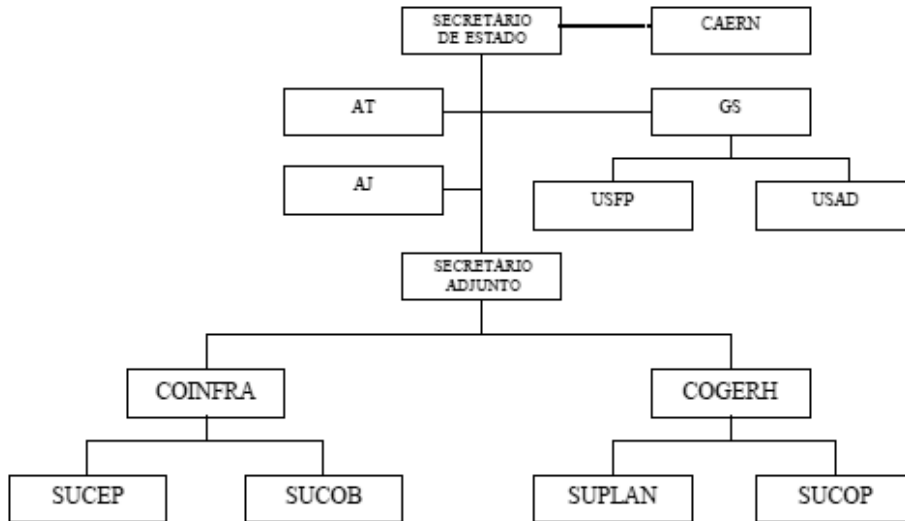 SECRETÁRIO
DE ESTADO
CAERN
AT
GS
AJ
USFP
USAD
SECRETÁRIO
ADJUNTO
COINFRA
COGERH
SUCEP
SUCOB
SUPLAN
SUCOP